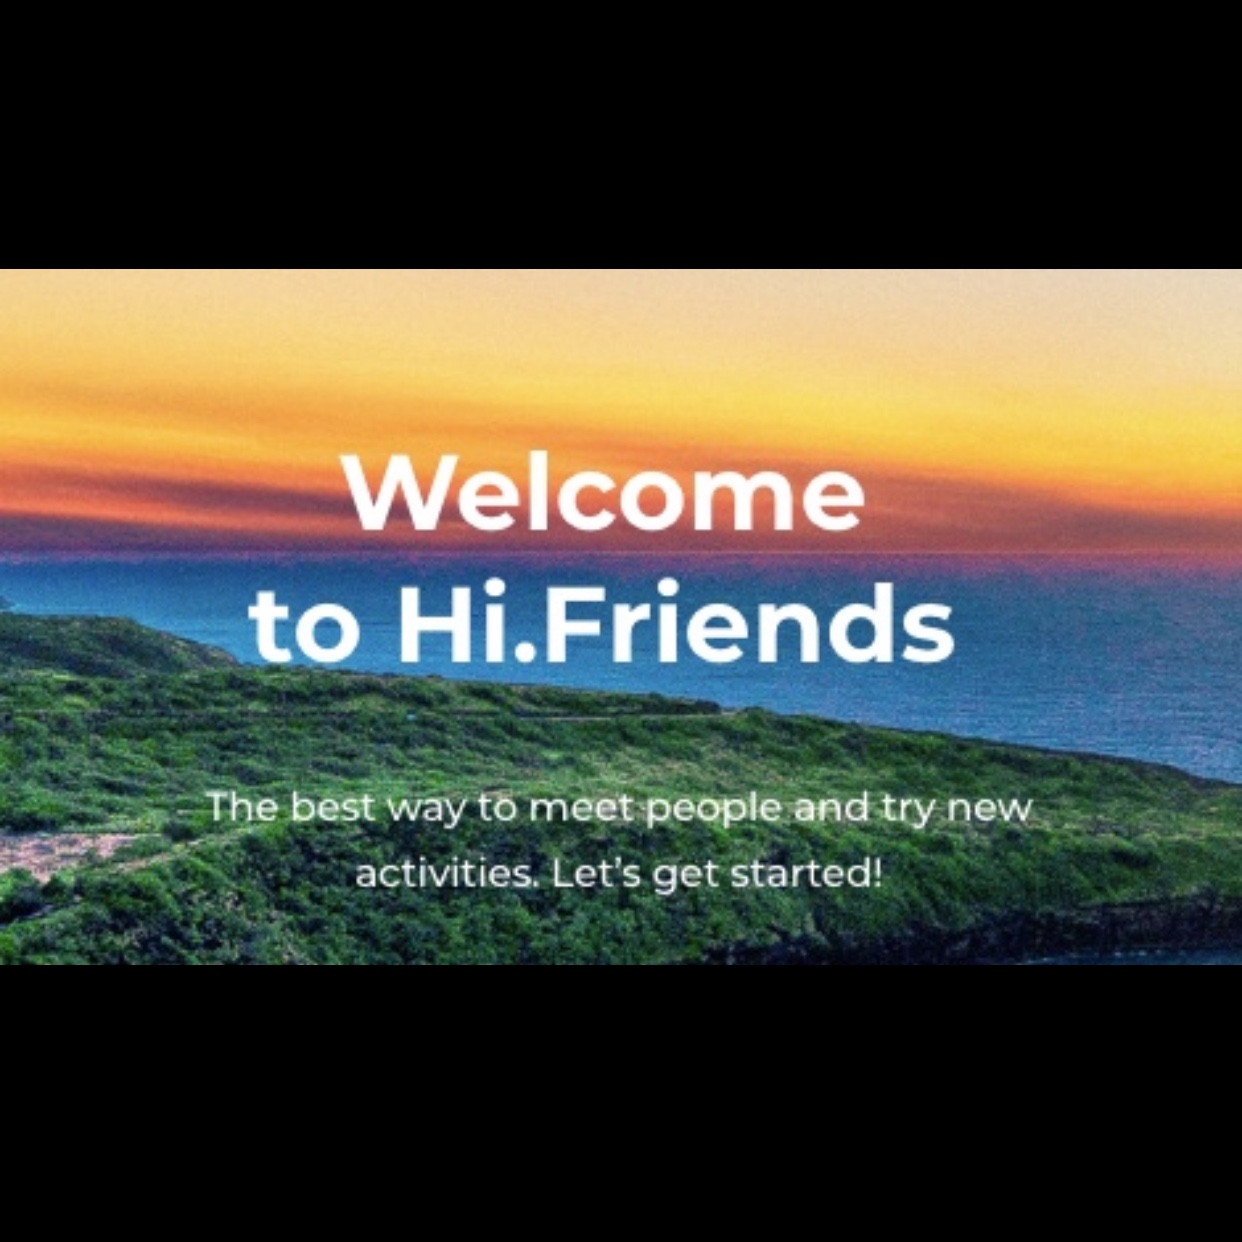 Welcome
to Hi.Friends
The best way to meet people and try new
activities. Let's get started!